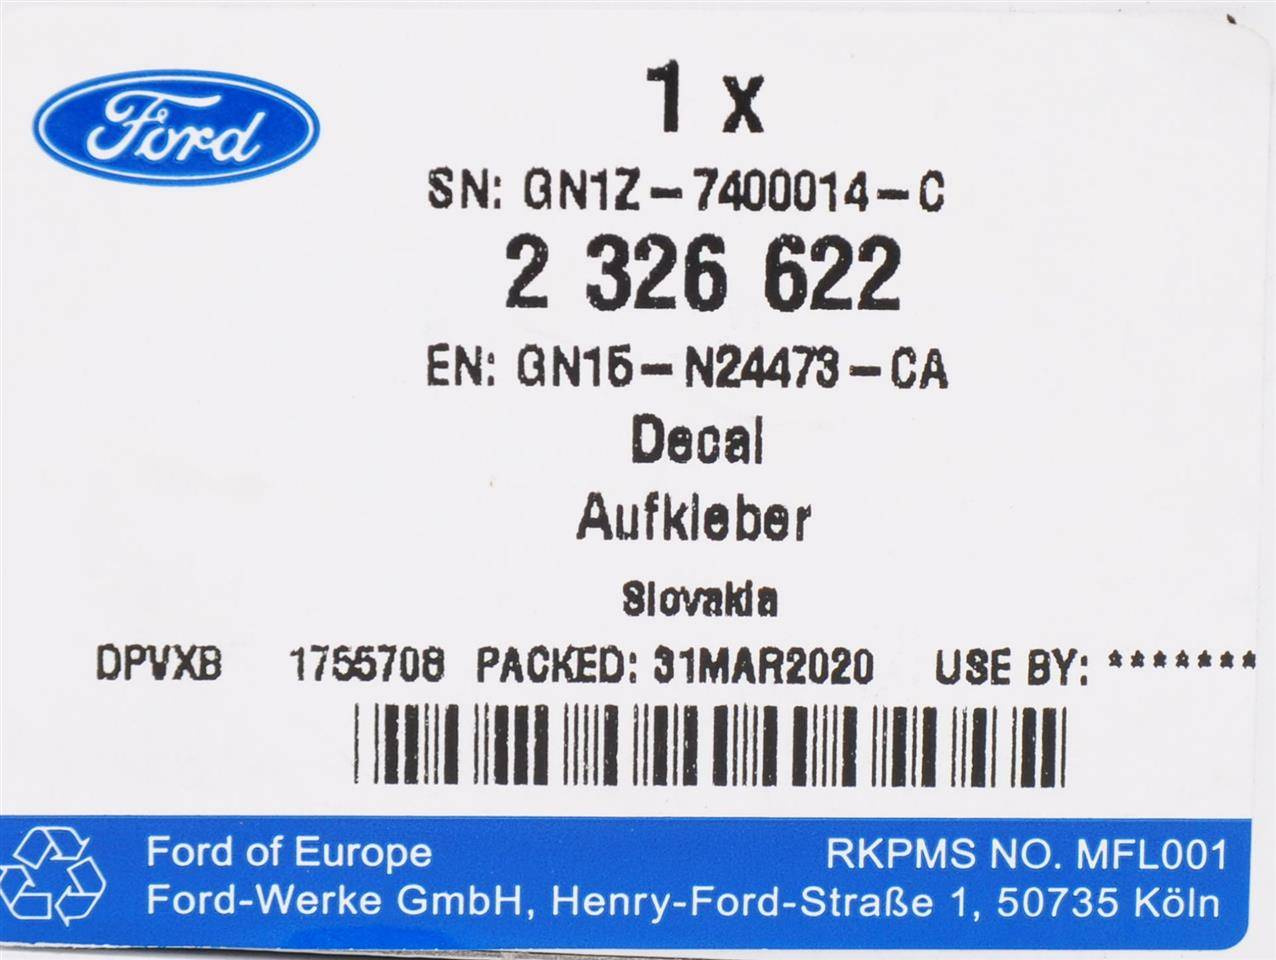 Ford
1 x
SN: GN1Z-7400014-C
2 326 622
EN: GN15-N24473-CA
Decal
Aufkleber
Slovakia
DPVXB 1755708 PACKED: 31MAR2020 USE BY: *******
Ford of Europe RKPMS NO. MFL001
Ford-Werke GmbH, Henry-Ford-Straße 1, 50735 Köln